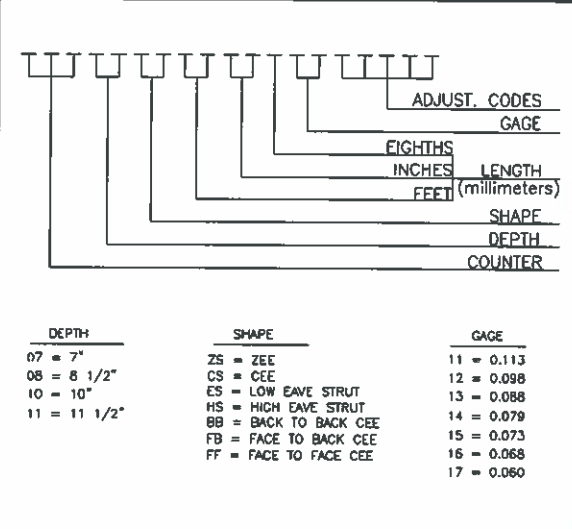 ADJUST. CODES
GAGE
EIGHTHS
INCHES LENGTH
FEET (millimeters)
SHAPE
DEPTH
COUNTER
DEPTH
07 = 7"
08 = 8 1/2"
10 = 10"
11 = 11 1/2"
SHAPE
ZS = ZEE
CS = CEE
ES = LOW EAVE STRUT
HS = HIGH EAVE STRUT
BB = BACK TO BACK CEE
FB = FACE TO BACK CEE
FF = FACE TO FACE CEE
GAGE
11 = 0.113
12 = 0.098
13 = 0.088
14 = 0.079
15 = 0.073
16 = 0.068
17 = 0.060